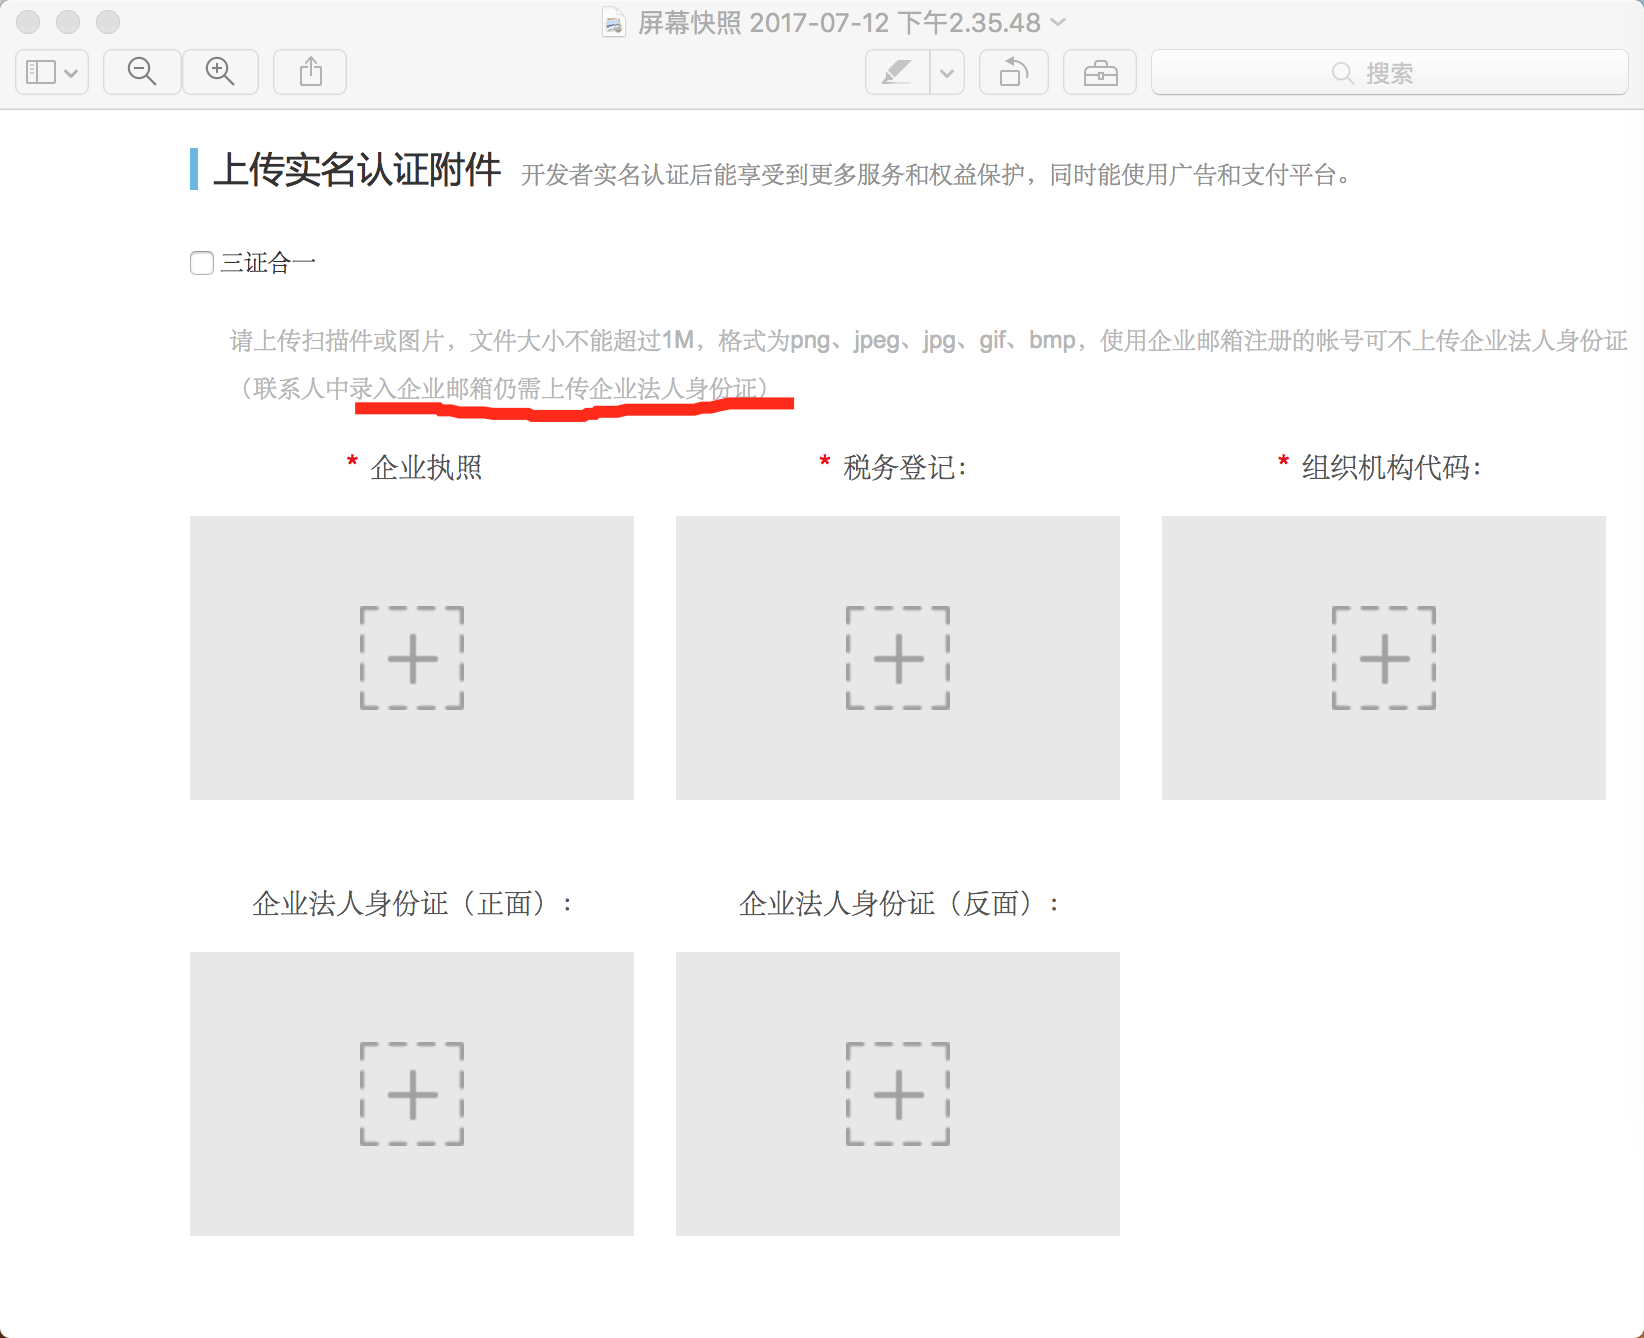 屏幕快照 2017-07-12 下午2.35.48
搜索
上传实名认证附件 开发者实名认证后能享受到更多服务和权益保护，同时能使用广告和支付平台。
三证合一
请上传扫描件或图片，文件大小不能超过1M，格式为png、jpeg、jpg、gif、bmp，使用企业邮箱注册的帐号可不上传企业法人身份证
（联系人中录入企业邮箱仍需上传企业法人身份证）
* 企业执照 * 税务登记： * 组织机构代码：
企业法人身份证（正面）： 企业法人身份证（反面）：